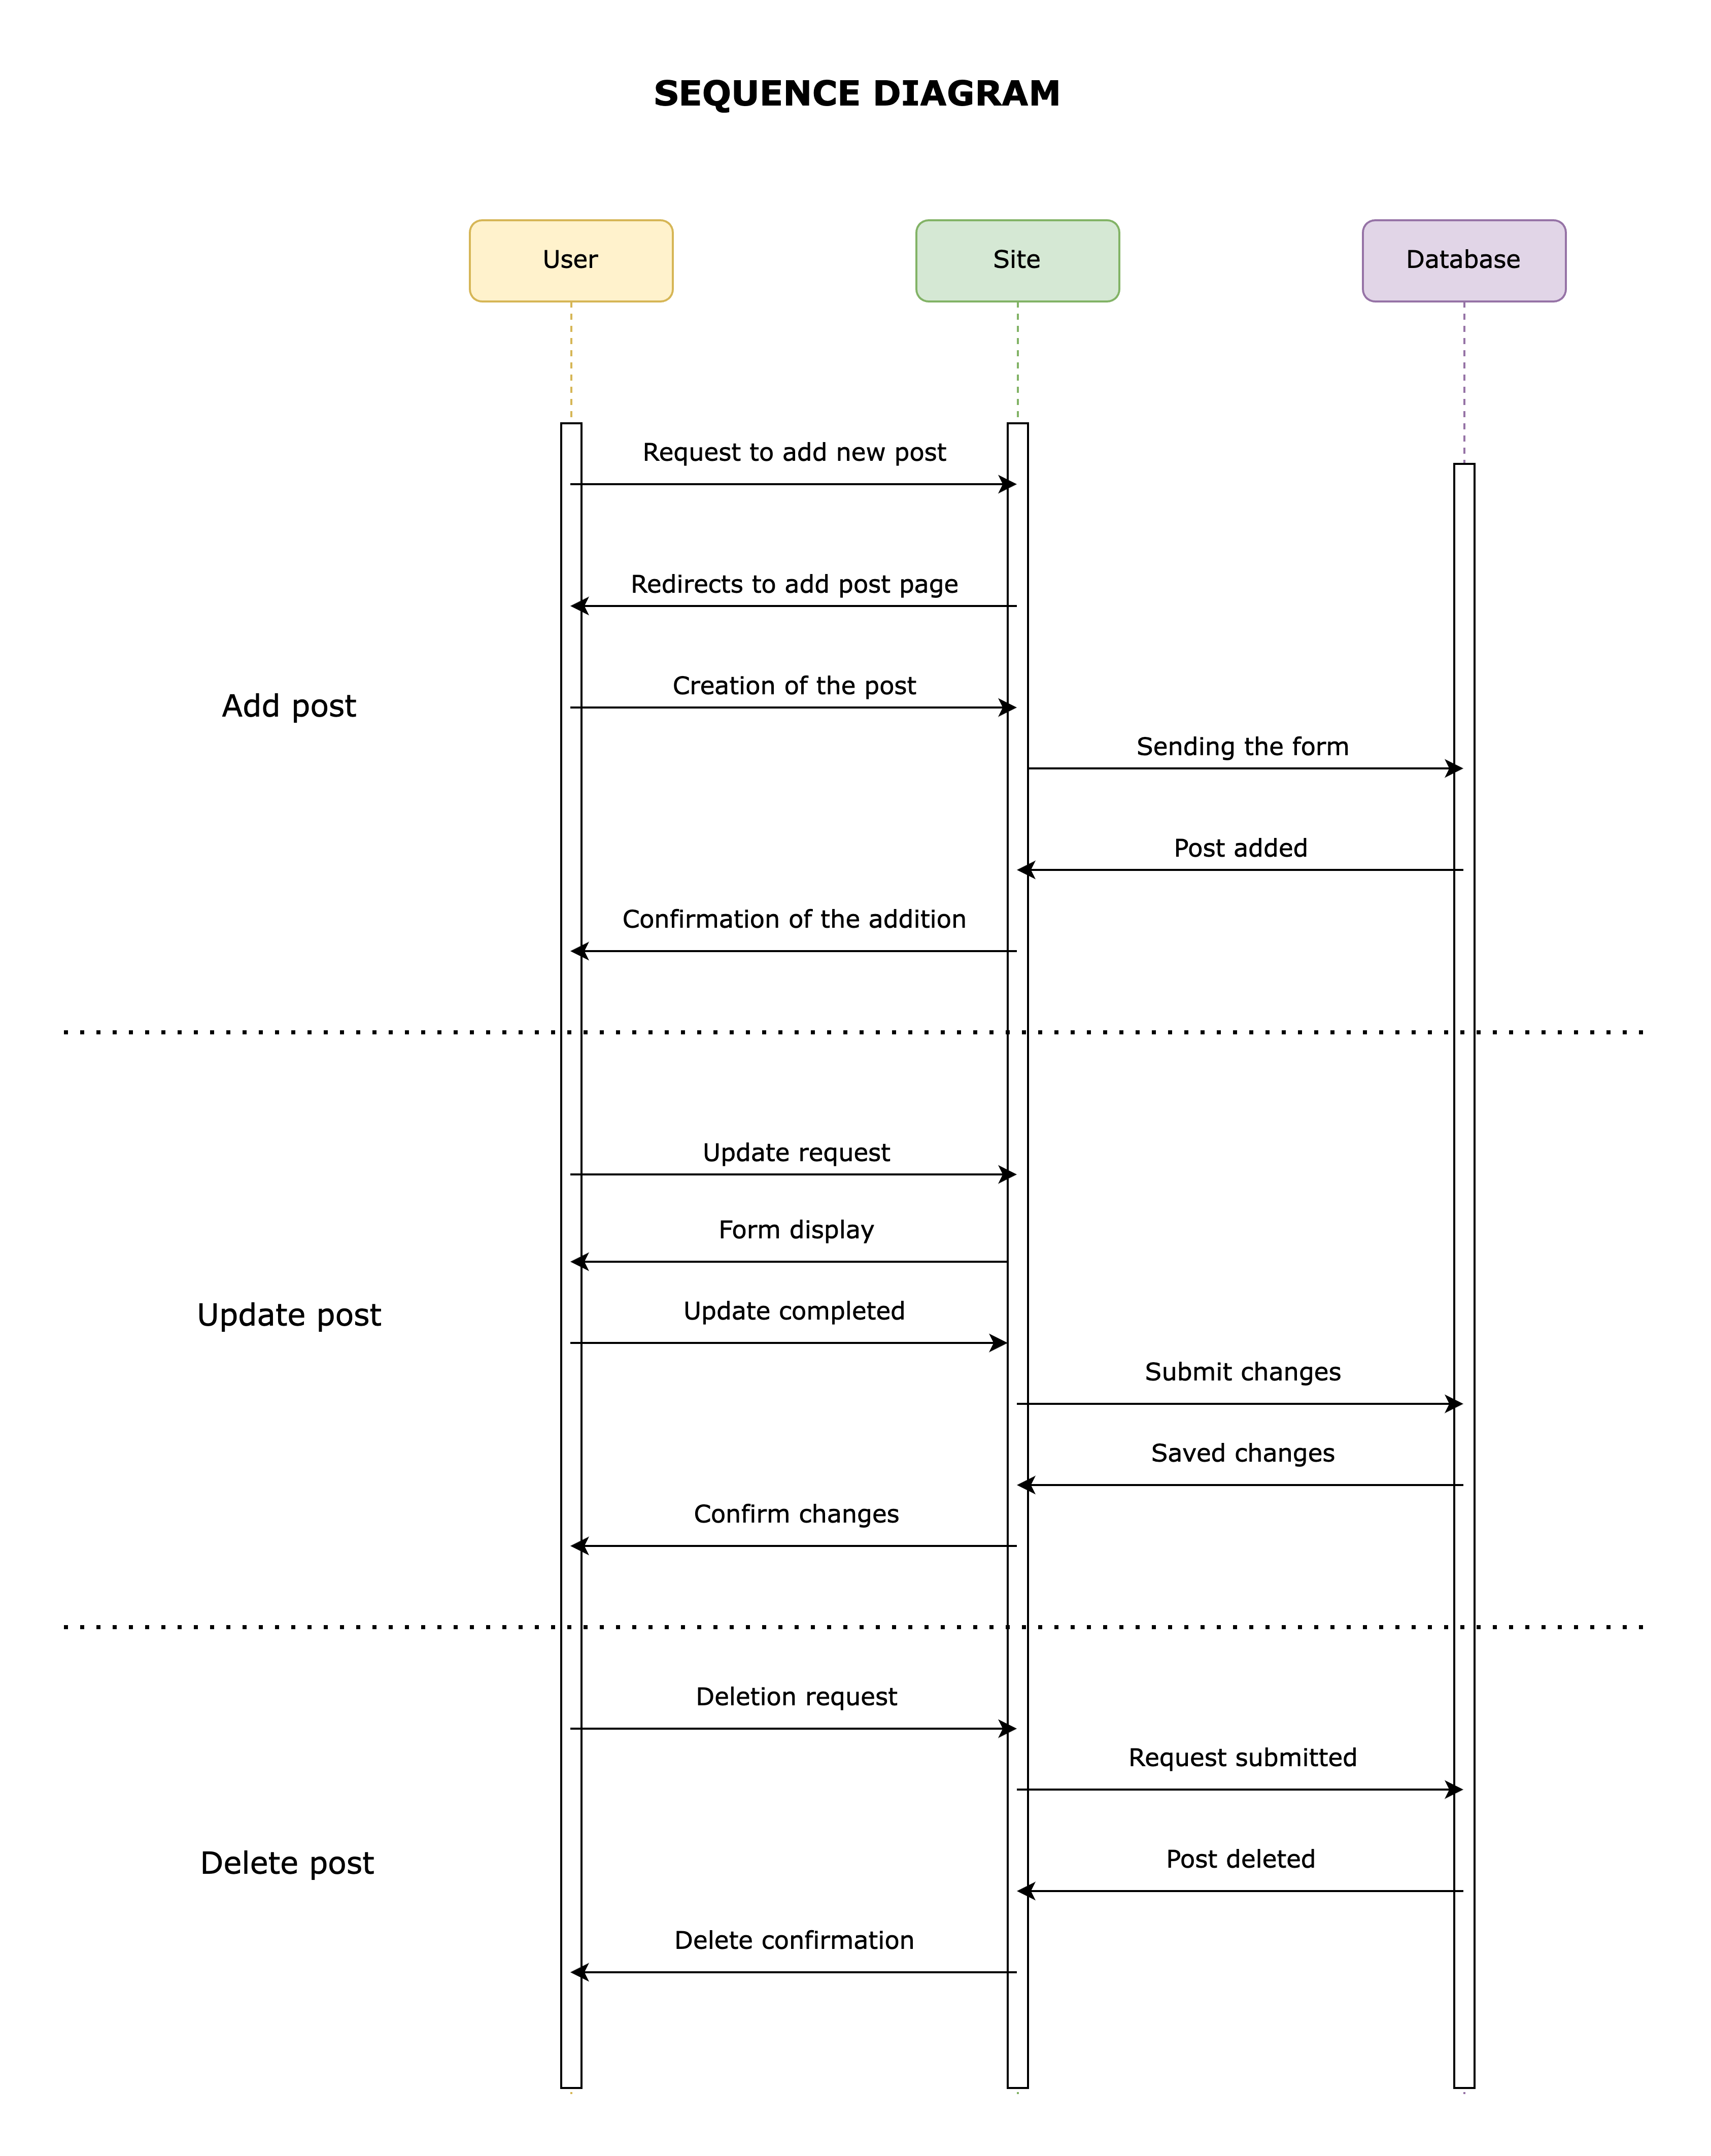 SEQUENCE DIAGRAM
User
Site
Database
Request to add new post
Redirects to add post page
Creation of the post
Add post
Sending the form
Post added
Confirmation of the addition
Update request
Form display
Update completed
Update post
Submit changes
Saved changes
Confirm changes
Deletion request
Request submitted
Post deleted
Delete post
Delete confirmation